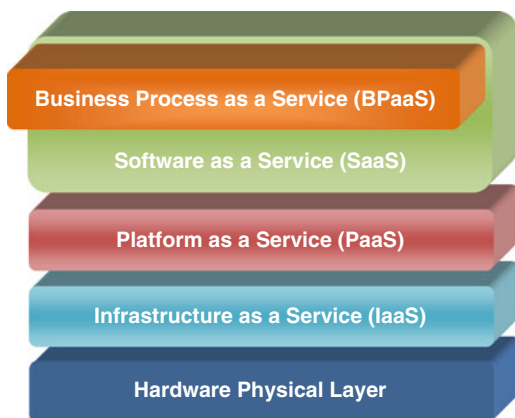 Business Process as a Service (BPaaS)
Software as a Service (SaaS)
Platform as a Service (PaaS)
Infrastructure as a Service (IaaS)
Hardware Physical Layer